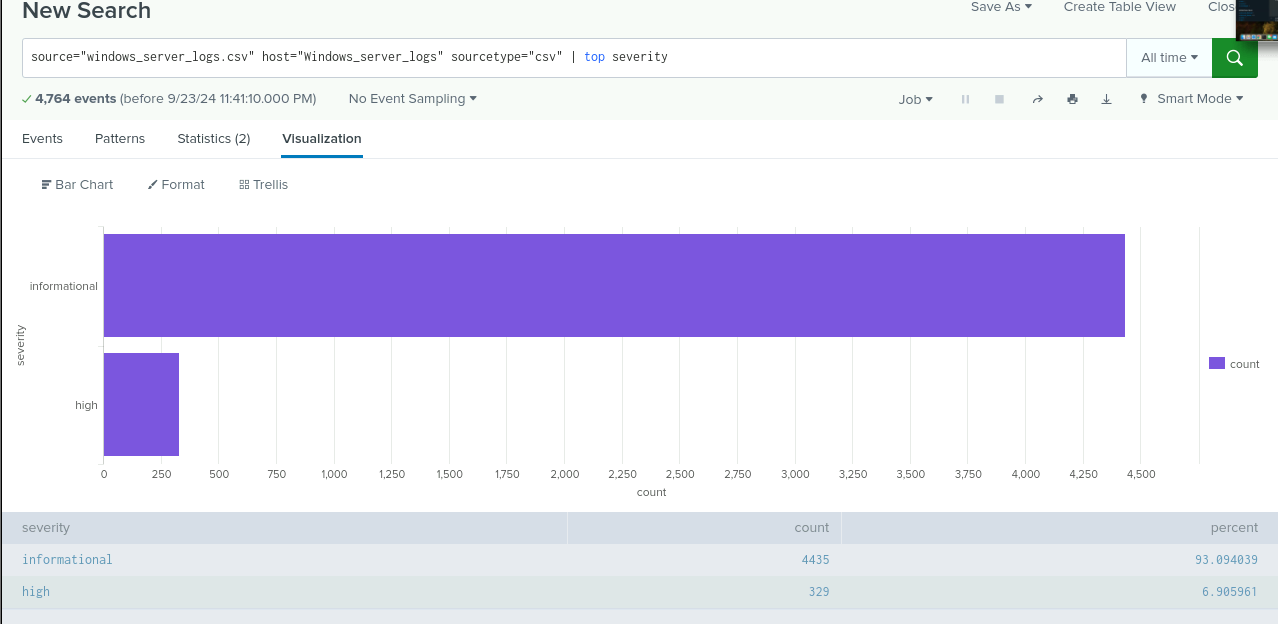 New Search
Save As Create Table View Clos
source="windows_server_logs.csv" host="Windows_server_logs" sourcetype="csv" | top severity
All time
4,764 events (before 9/23/24 11:41:10.000 PM) No Event Sampling
Job Smart Mode
Events Patterns Statistics (2) Visualization
Bar Chart Format Trellis
informational
high
severity
0 250 500 750 1,000 1,250 1,500 1,750 2,000 2,250 2,500 2,750 3,000 3,250 3,500 3,750 4,000 4,250 4,500
count
count
severity count percent
informational 4435 93.094039
high 329 6.905961